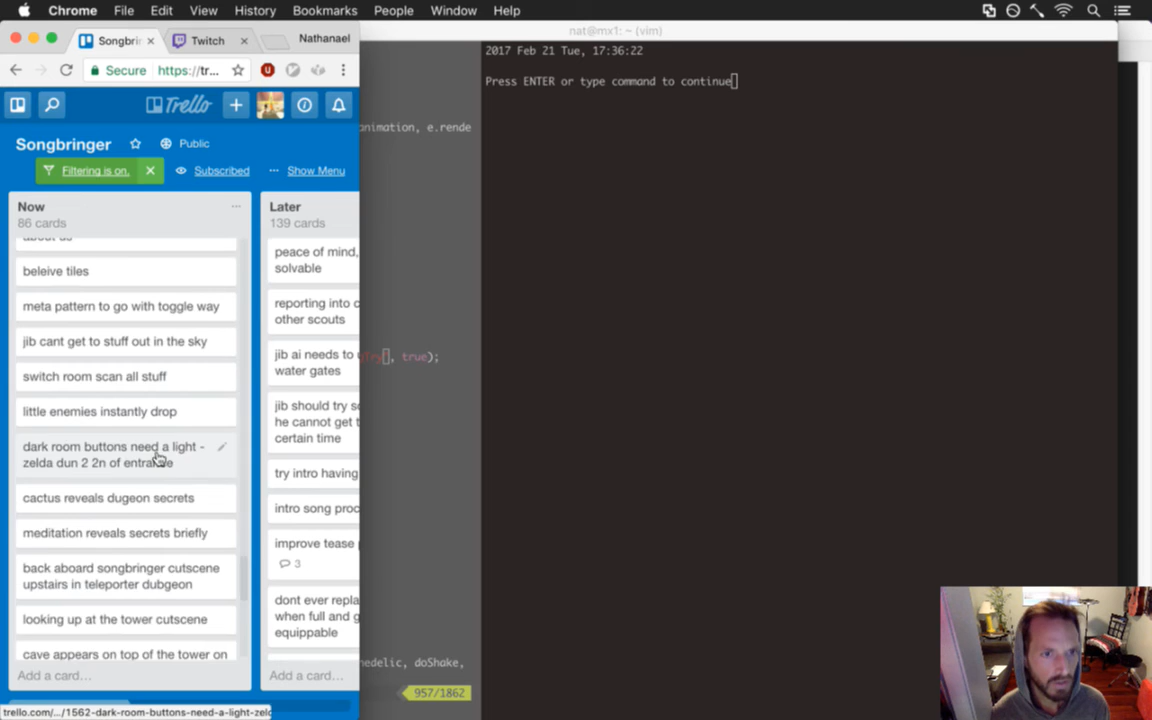 Chrome File Edit View History Bookmarks People Window Help
Songbrin
Twitch
Nathanael
nat@mx1: ~ (vim)
2017 Feb 21 Tue, 17:36:22
Secure https://tr...
Press ENTER or type command to continue
Trello
nimation, e.rende
Songbringer
Public
Filtering is on.
Subscribed
Show Menu
Now
86 cards
Later
139 cards
about us
beleive tiles
meta pattern to go with toggle way
jib cant get to stuff out in the sky
switch room scan all stuff
little enemies instantly drop
dark room buttons need a light -
zelda dun 2 2n of entrance
cactus reveals dugeon secrets
meditation reveals secrets briefly
back aboard songbringer cutscene
upstairs in teleporter dubgeon
looking up at the tower cutscene
cave appears on top of the tower on
Add a card...
peace of mind,
solvable
reporting into
other scouts
jib ai needs to
water gates
jib should try
he cannot get t
certain time
try intro having
intro song proc
improve tease
3
dont ever repla
when full and g
equippable
Add a card...
, true);
nedelic, doShake,
957/1862
trello.com/.../1562-dark-room-buttons-need-a-light-zeld